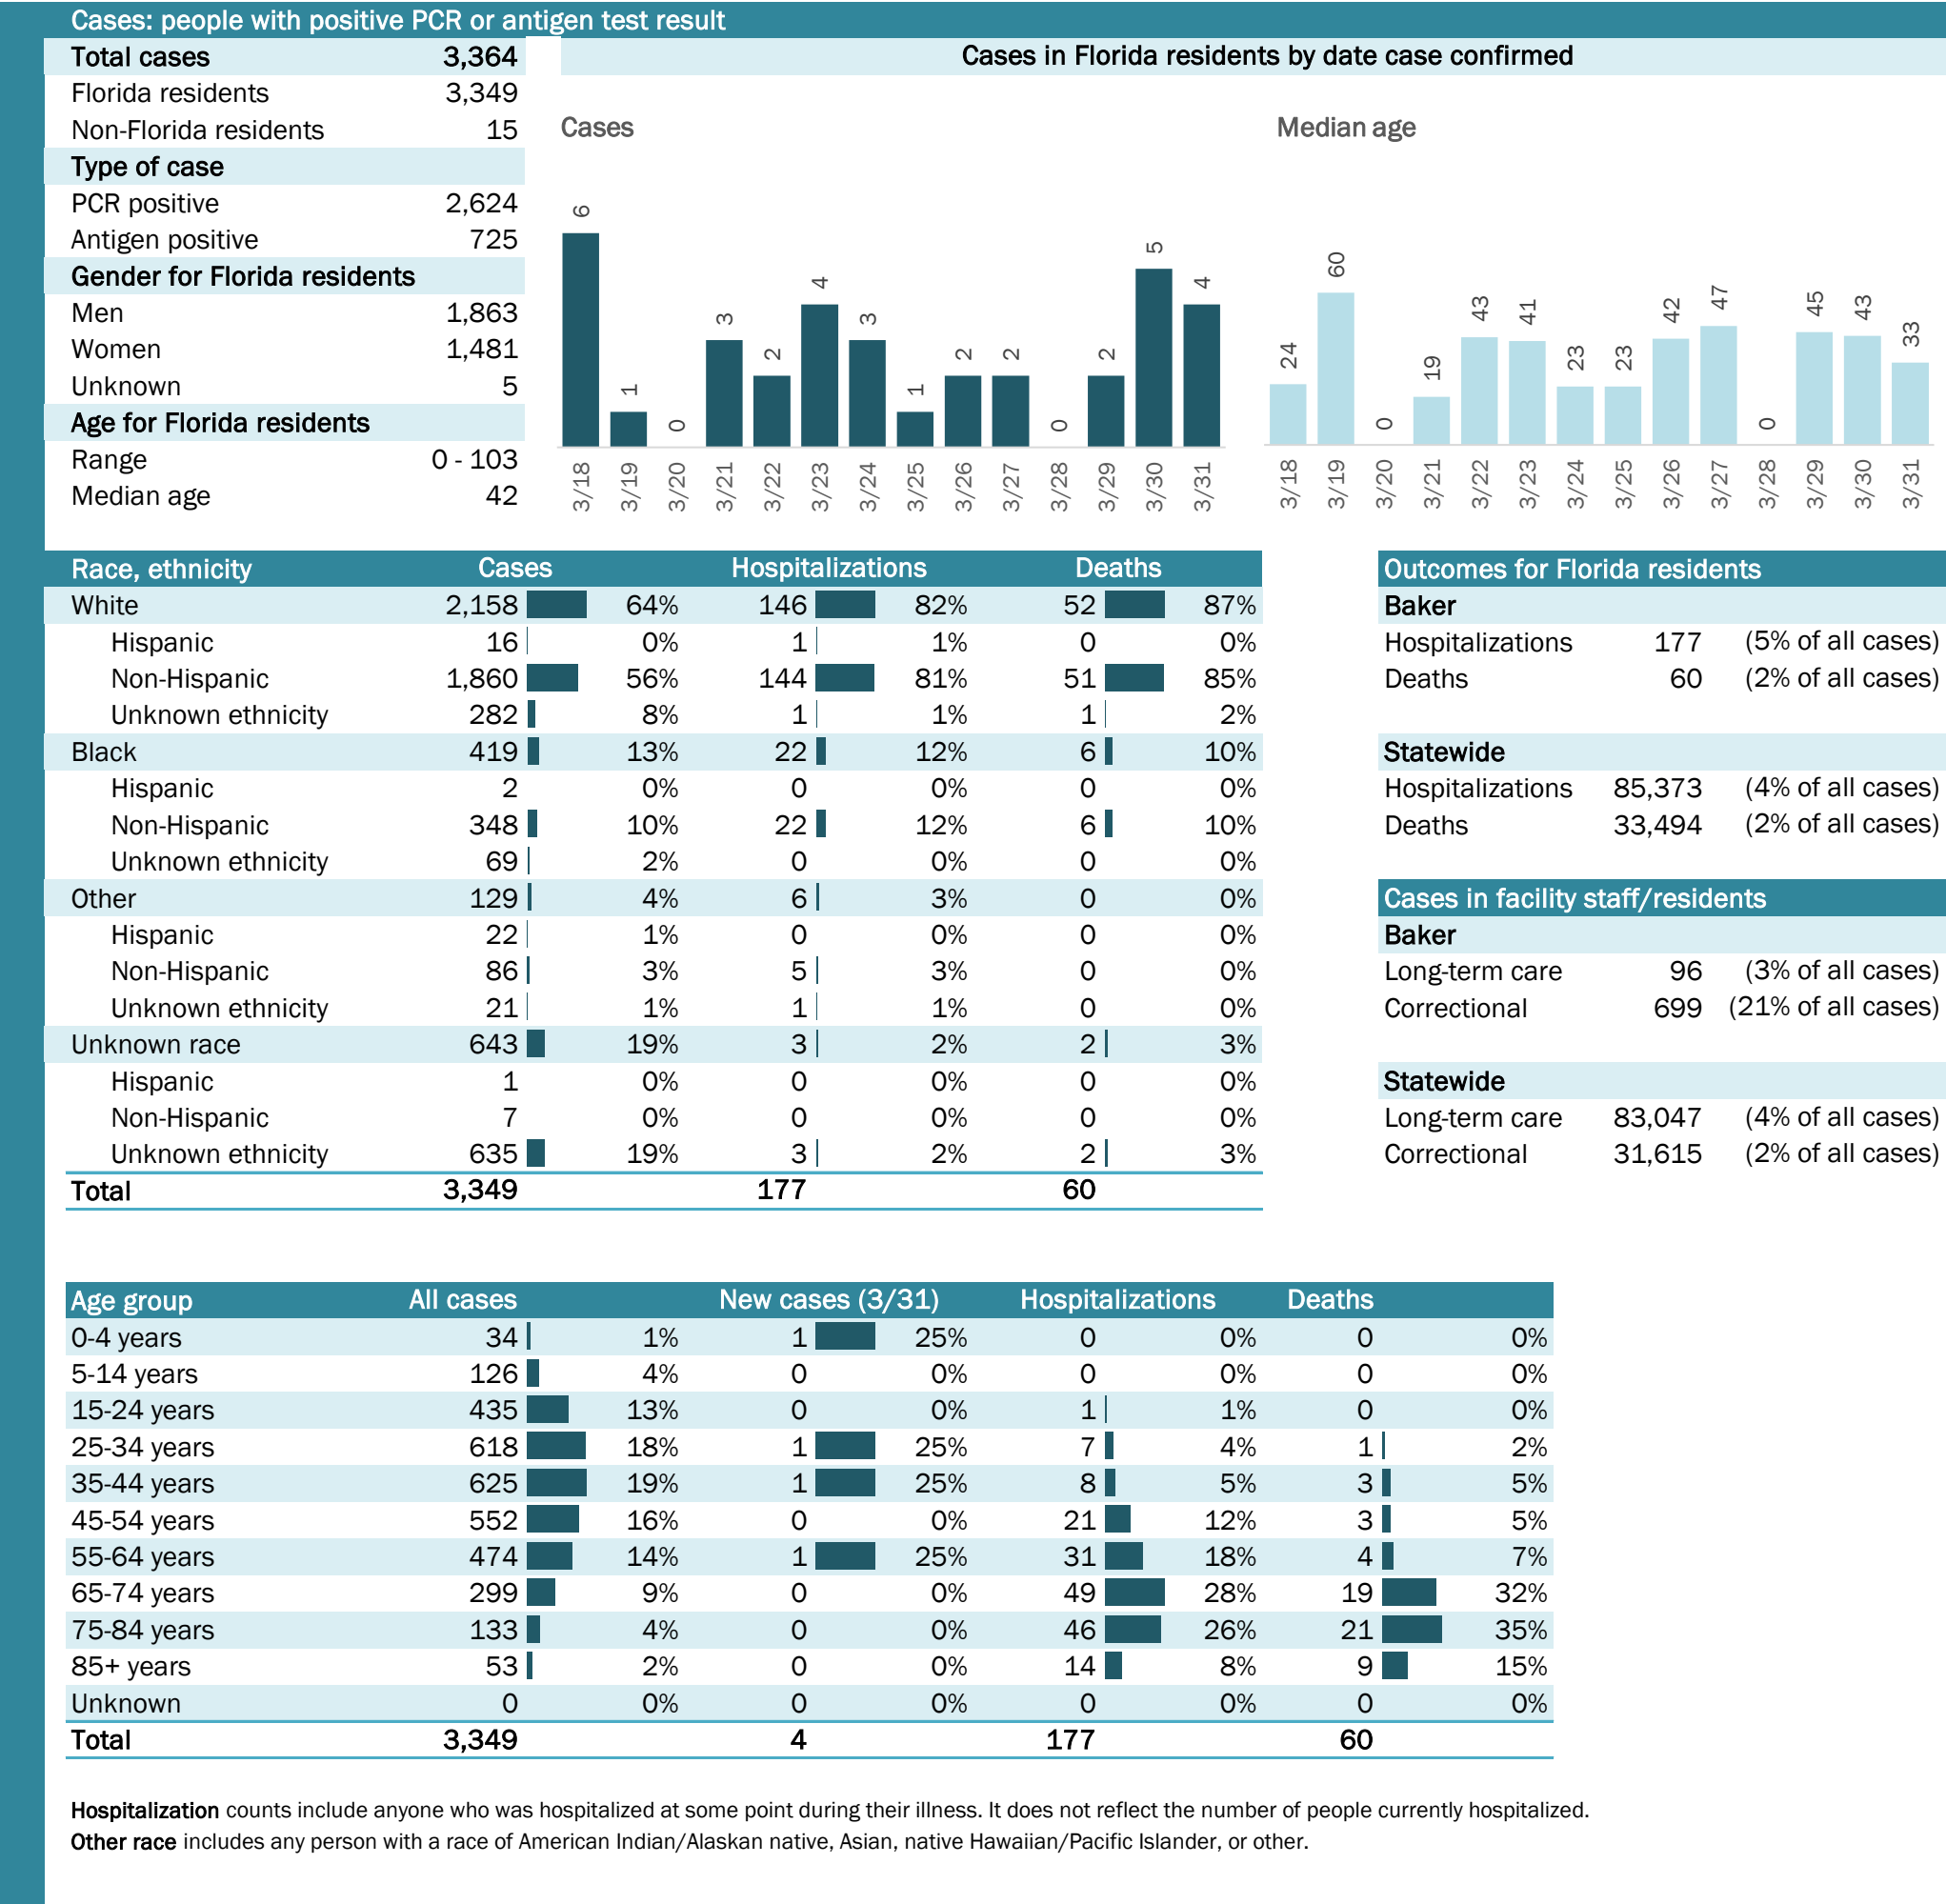 Cases: people with positive PCR or antigen test result
Total cases 3,364
Florida residents 3,349
Non-Florida residents 15
Type of case
PCR positive 2,624
Antigen positive 725
Gender for Florida residents
Men 1,863
Women 1,481
Unknown 5
Age for Florida residents
Range 0 - 103
Median age 42
Cases in Florida residents by date case confirmed
Cases
6 1 0 3 2 4 3 1 2 2 0 2 5 4
3/18 3/19 3/20 3/21 3/22 3/23 3/24 3/25 3/26 3/27 3/28 3/29 3/30 3/31
Median age
24 60 0 19 43 41 23 23 42 47 0 45 43 33
3/18 3/19 3/20 3/21 3/22 3/23 3/24 3/25 3/26 3/27 3/28 3/29 3/30 3/31
Race, ethnicity Cases Hospitalizations Deaths
White 2,158 64% 146 82% 52 87%
Hispanic 16 0% 1 1% 0 0%
Non-Hispanic 1,860 56% 144 81% 51 85%
Unknown ethnicity 282 8% 1 1% 1 2%
Black 419 13% 22 12% 6 10%
Hispanic 2 0% 0 0% 0 0%
Non-Hispanic 348 10% 22 12% 6 10%
Unknown ethnicity 69 2% 0 0% 0 0%
Other 129 4% 6 3% 0 0%
Hispanic 22 1% 0 0% 0 0%
Non-Hispanic 86 3% 5 3% 0 0%
Unknown ethnicity 21 1% 1 1% 0 0%
Unknown race 643 19% 3 2% 2 3%
Hispanic 1 0% 0 0% 0 0%
Non-Hispanic 7 0% 0 0% 0 0%
Unknown ethnicity 635 19% 3 2% 2 3%
Total 3,349 177 60
Outcomes for Florida residents
Baker
Hospitalizations 177 (5% of all cases)
Deaths 60 (2% of all cases)
Statewide
Hospitalizations 85,373 (4% of all cases)
Deaths 33,494 (2% of all cases)
Cases in facility staff/residents
Baker
Long-term care 96 (3% of all cases)
Correctional 699 (21% of all cases)
Statewide
Long-term care 83,047 (4% of all cases)
Correctional 31,615 (2% of all cases)
Age group All cases New cases (3/31) Hospitalizations Deaths
0-4 years 34 1% 1 25% 0 0% 0 0%
5-14 years 126 4% 0 0% 0 0% 0 0%
15-24 years 435 13% 0 0% 1 1% 0 0%
25-34 years 618 18% 1 25% 7 4% 1 2%
35-44 years 625 19% 1 25% 8 5% 3 5%
45-54 years 552 16% 0 0% 21 12% 3 5%
55-64 years 474 14% 1 25% 31 18% 4 7%
65-74 years 299 9% 0 0% 49 28% 19 32%
75-84 years 133 4% 0 0% 46 26% 21 35%
85+ years 53 2% 0 0% 14 8% 9 15%
Unknown 0 0% 0 0% 0 0% 0 0%
Total 3,349 4 177 60
Hospitalization counts include anyone who was hospitalized at some point during their illness. It does not reflect the number of people currently hospitalized.
Other race includes any person with a race of American Indian/Alaskan native, Asian, native Hawaiian/Pacific Islander, or other.